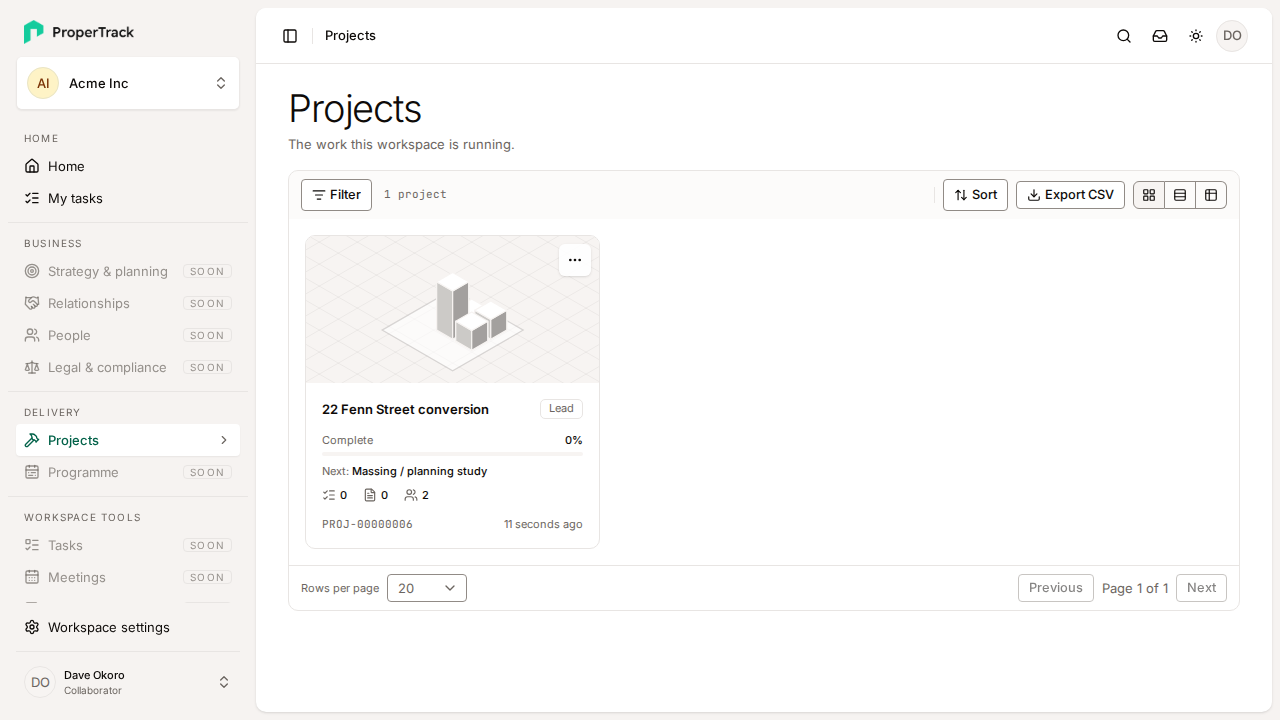 ProperTrack
AI
Acme Inc
HOME
Home
My tasks
BUSINESS
Strategy & planning SOON
Relationships SOON
People SOON
Legal & compliance SOON
DELIVERY
Projects
Programme SOON
WORKSPACE TOOLS
Tasks SOON
Meetings SOON
Workspace settings
DO
Dave Okoro
Collaborator
Projects
DO
Projects
The work this workspace is running.
Filter
1 project
Sort
Export CSV
22 Fenn Street conversion
Lead
Complete 0%
Next: Massing / planning study
0 0 2
PROJ-00000006 11 seconds ago
Rows per page 20
Previous Page 1 of 1 Next